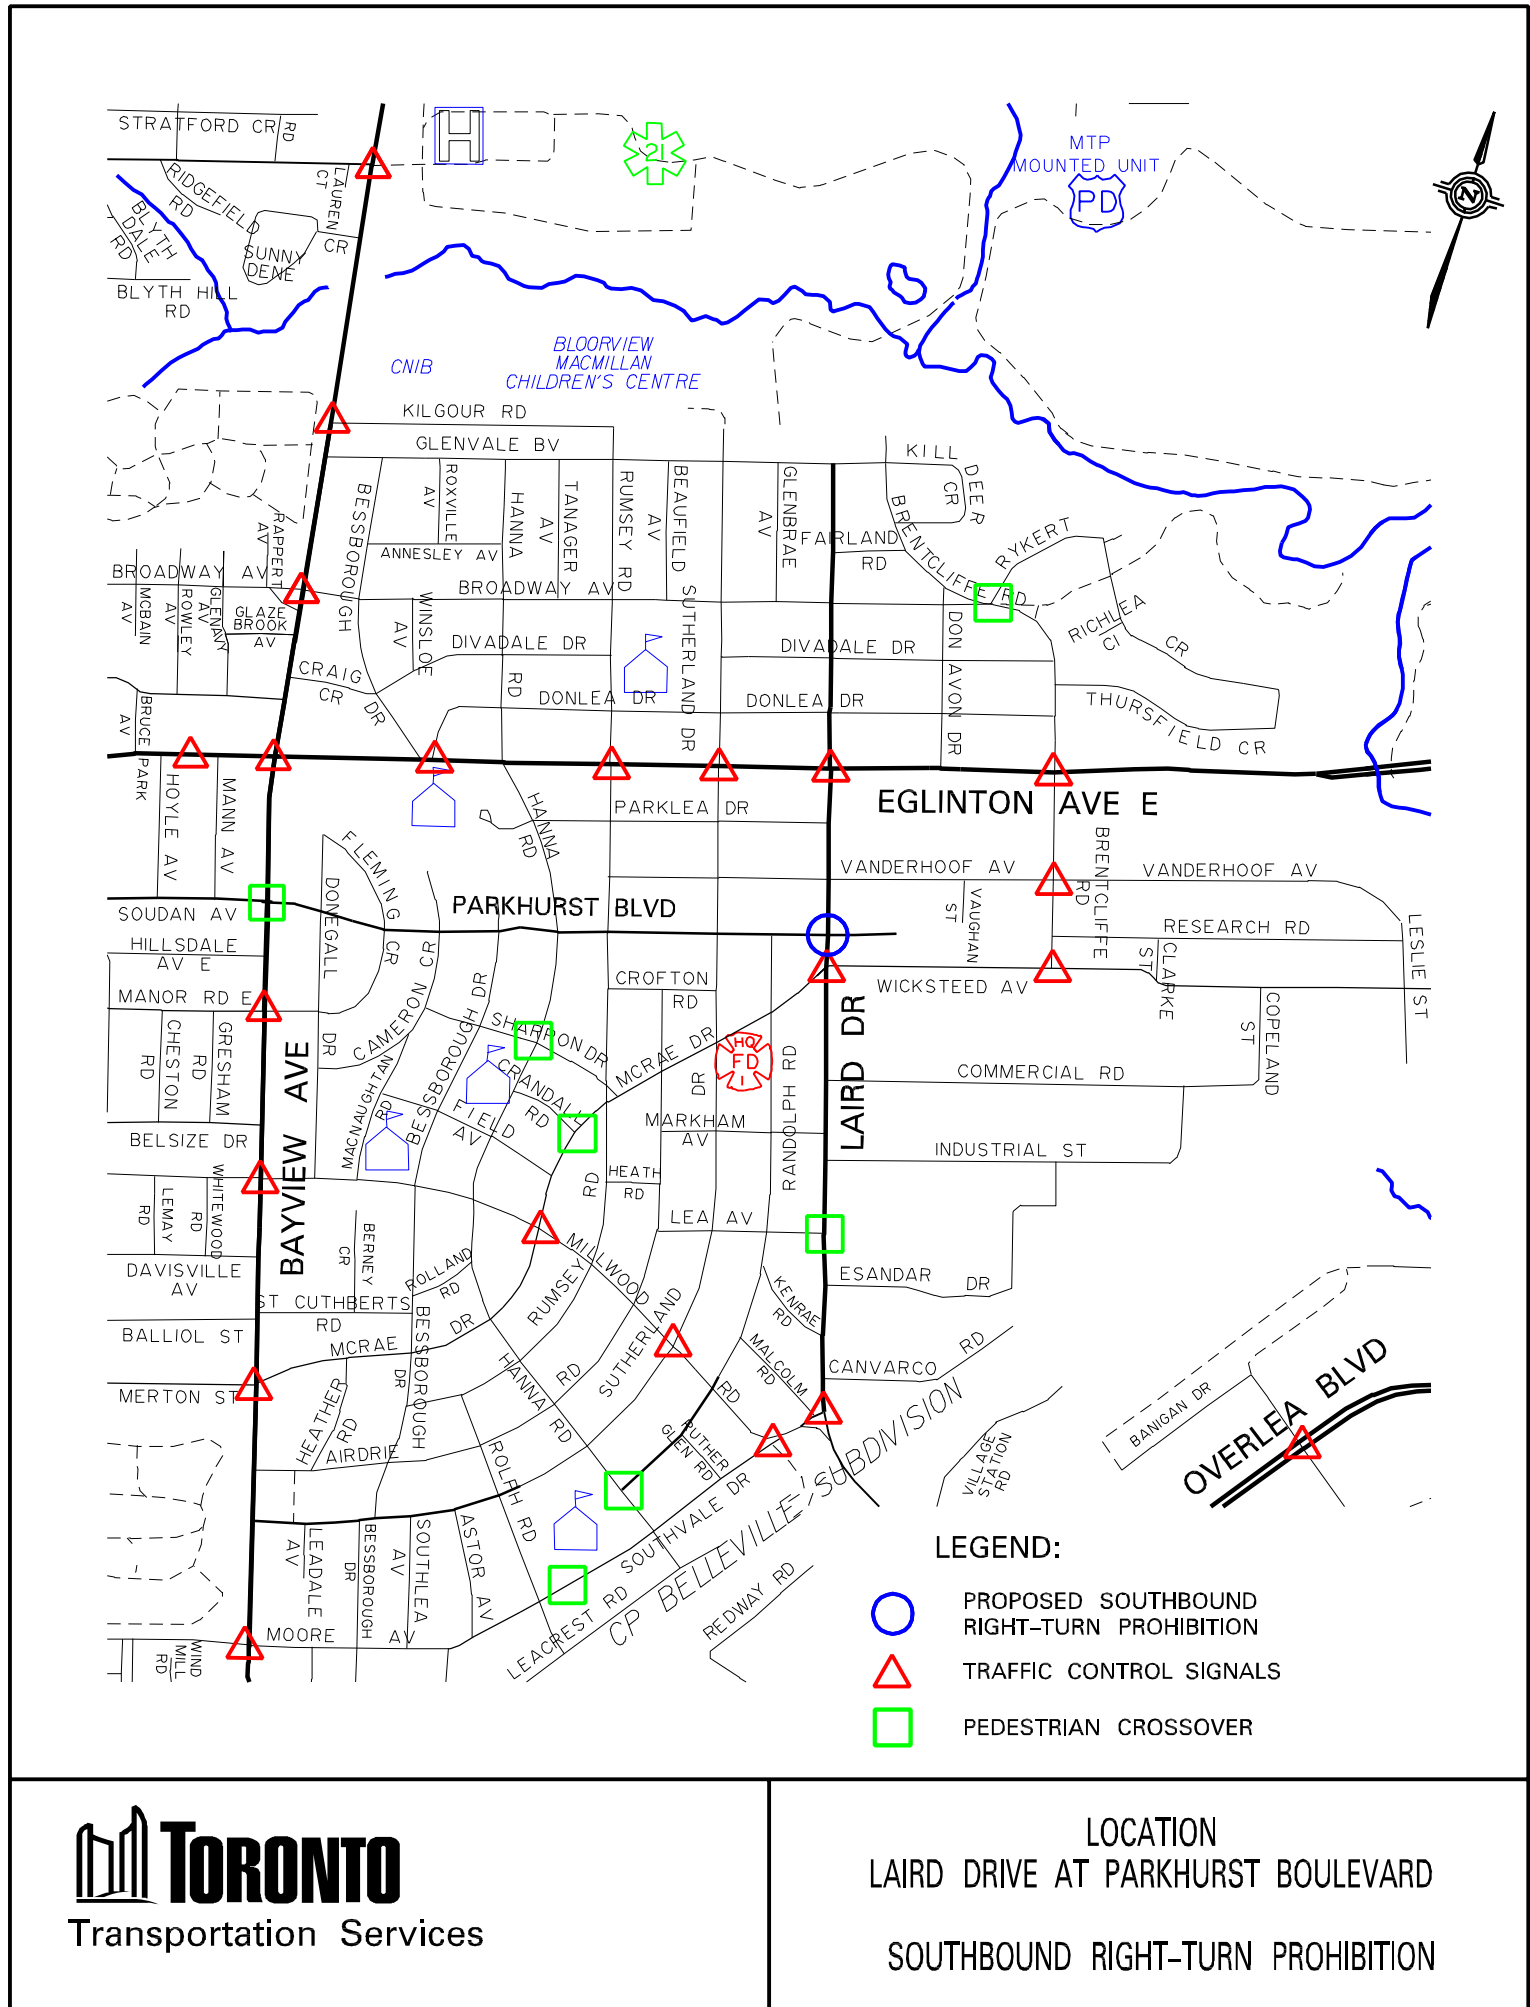 STRATFORD CR
RD
H
21
MTP
MOUNTED UNIT
PD
N
LAUREN
CT
RIDGEFIELD
RD
BLYTH
DALE
RD
SUNNY
DENE
CR
BLYTH HILL
RD
CNIB
BLOORVIEW
MACMILLAN
CHILDREN'S CENTRE
KILGOUR RD
GLENVALE BV
KILL
DEER
CR
BESSBOROUGH
DR
ROXVILLE
AV
HANNA
RD
TANAGER
AV
RUMSEY RD
BEAUFIELD
AV
GLENBRAE
AV
FAIRLAND
RD
BRENTCLIFFE RD
RYKERT
CR
RAPPERT
AV
ANNESLEY AV
BROADWAY AV
BROADWAY AV
MCBAIN
AV
ROWLEY
AV
GLENAVY
AV
GLAZE
BROOK
AV
WINSLOE
AV
SUTHERLAND DR
DIVADALE DR
DIVADALE DR
DON AVON DR
RICHLEA
CI
CRAIG
CR
DONLEA DR
DONLEA DR
THURSFIELD CR
BRUCE PARK
AV
HOYLE AV
MANN AV
HANNA
RD
PARKLEA DR
EGLINTON AVE E
FLEMING
CR
DONEGALL
DR
VANDERHOOF AV
VANDERHOOF AV
BRENTCLIFFE
RD
VAUGHAN
ST
PARKHURST BLVD
SOUDAN AV
HILLSDALE
AV E
RESEARCH RD
CLARKE
ST
LESLIE ST
CAMERON CR
BESSBOROUGH DR
CROFTON
RD
WICKSTEED AV
MANOR RD E
CHESTON
RD
GRESHAM
RD
SHARRON DR
MCRAE DR
HQ
FD
1
LAIRD DR
COPELAND
ST
COMMERCIAL RD
CRANDALL
RD
MACNAUGHTAN
RD
FIELD
AV
DR
MARKHAM
AV
RANDOLPH RD
BAYVIEW AVE
BELSIZE DR
INDUSTRIAL ST
LEMAY
RD
WHITEWOOD
RD
RD
HEATH
RD
LEA AV
BERNEY
CR
ROLLAND
RD
MILLWOOD
RD
DAVISVILLE
AV
ESANDAR DR
KENRAE
RD
ST CUTHBERTS
RD
RUMSEY
RD
BALLIOL ST
MCRAE
DR
BESSBOROUGH
DR
SUTHERLAND
MALCOLM
RD
CANVARCO
RD
HANNA RD
MERTON ST
HEATHER
RD
AIRDRIE
ROLPH RD
RUTHER
GLEN RD
VILLAGE
STATION
RD
BANIGAN DR
OVERLEA BLVD
LEADALE
AV
BESSBOROUGH
DR
SOUTHLEA
AV
ASTOR AV
SOUTHVALE DR
CP BELLEVILLE SUBDIVISION
MOORE AV
WIND
MILL
RD
LEACREST RD
REDWAY RD
LEGEND:
PROPOSED SOUTHBOUND
RIGHT-TURN PROHIBITION
TRAFFIC CONTROL SIGNALS
PEDESTRIAN CROSSOVER
TORONTO
Transportation Services
LOCATION
LAIRD DRIVE AT PARKHURST BOULEVARD
SOUTHBOUND RIGHT-TURN PROHIBITION